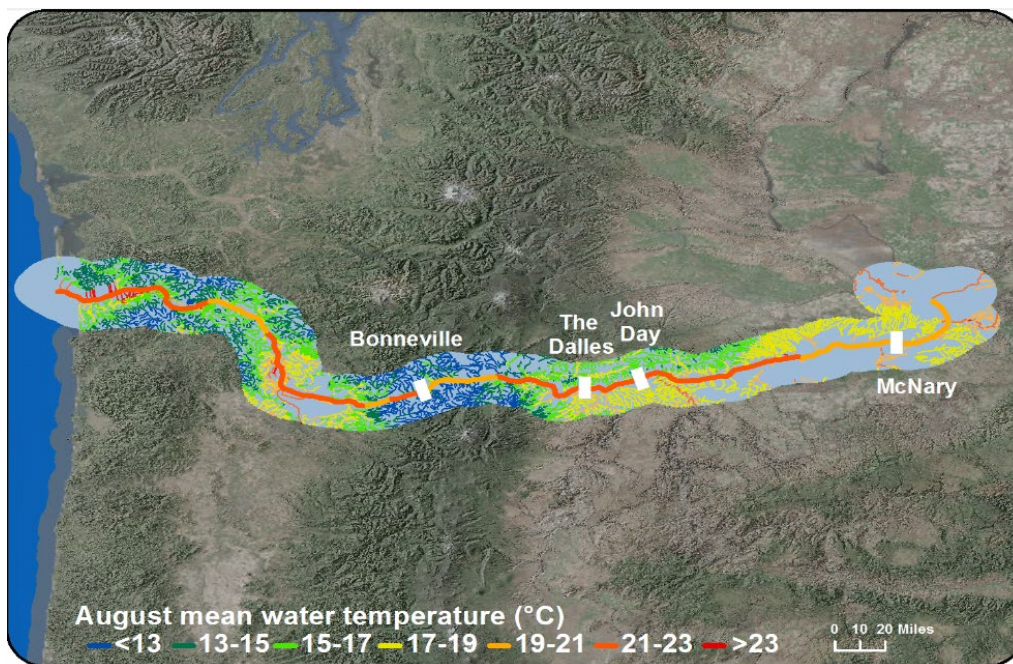 Bonneville
The
Dalles
John
Day
McNary
August mean water temperature (°C)
<13 13-15 15-17 17-19 19-21 21-23 >23
0 10 20 Miles